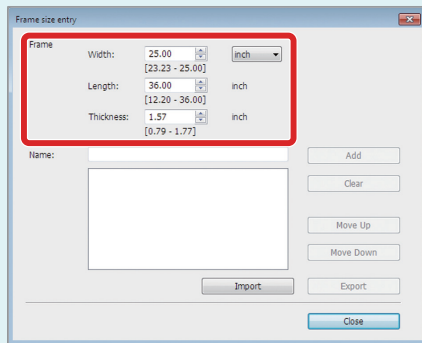 Frame size entry
Frame
Width: 25.00 inch
[23.23 - 25.00]
Length: 36.00 inch
[12.20 - 36.00]
Thickness: 1.57 inch
[0.79 - 1.77]
Name: Add
Clear
Move Up
Move Down
Import Export
Close